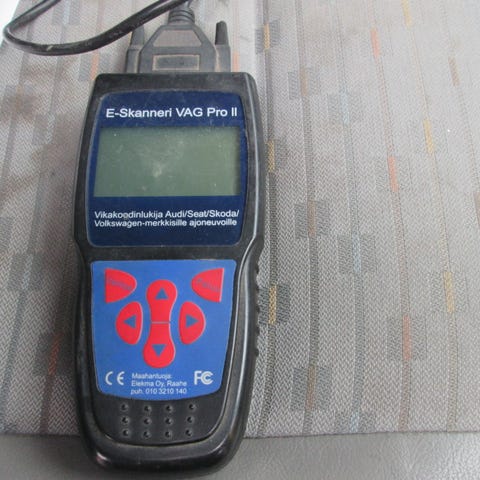 E-Skanneri VAG Pro II
Vikakoodinlukija Audi/Seat/Skoda/
Volkswagen-merkkisille ajoneuvoille
CE
Maahantuoja:
Elekma Oy, Raahe
puh. 010 3210 140
FC